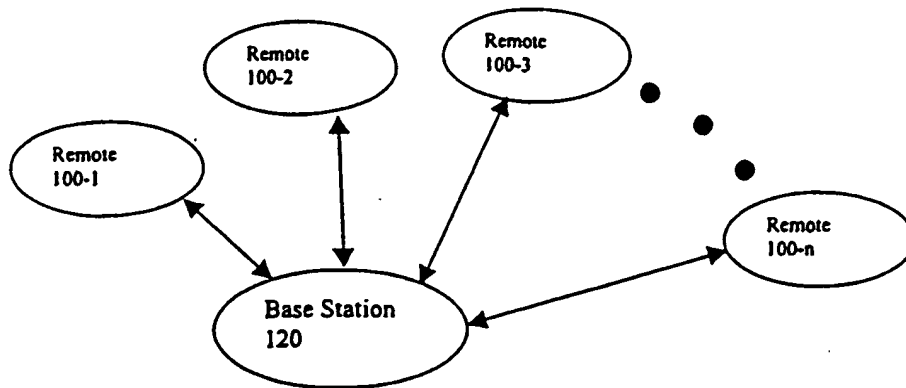 Remote
100-1
Remote
100-2
Remote
100-3
Remote
100-n
Base Station
120